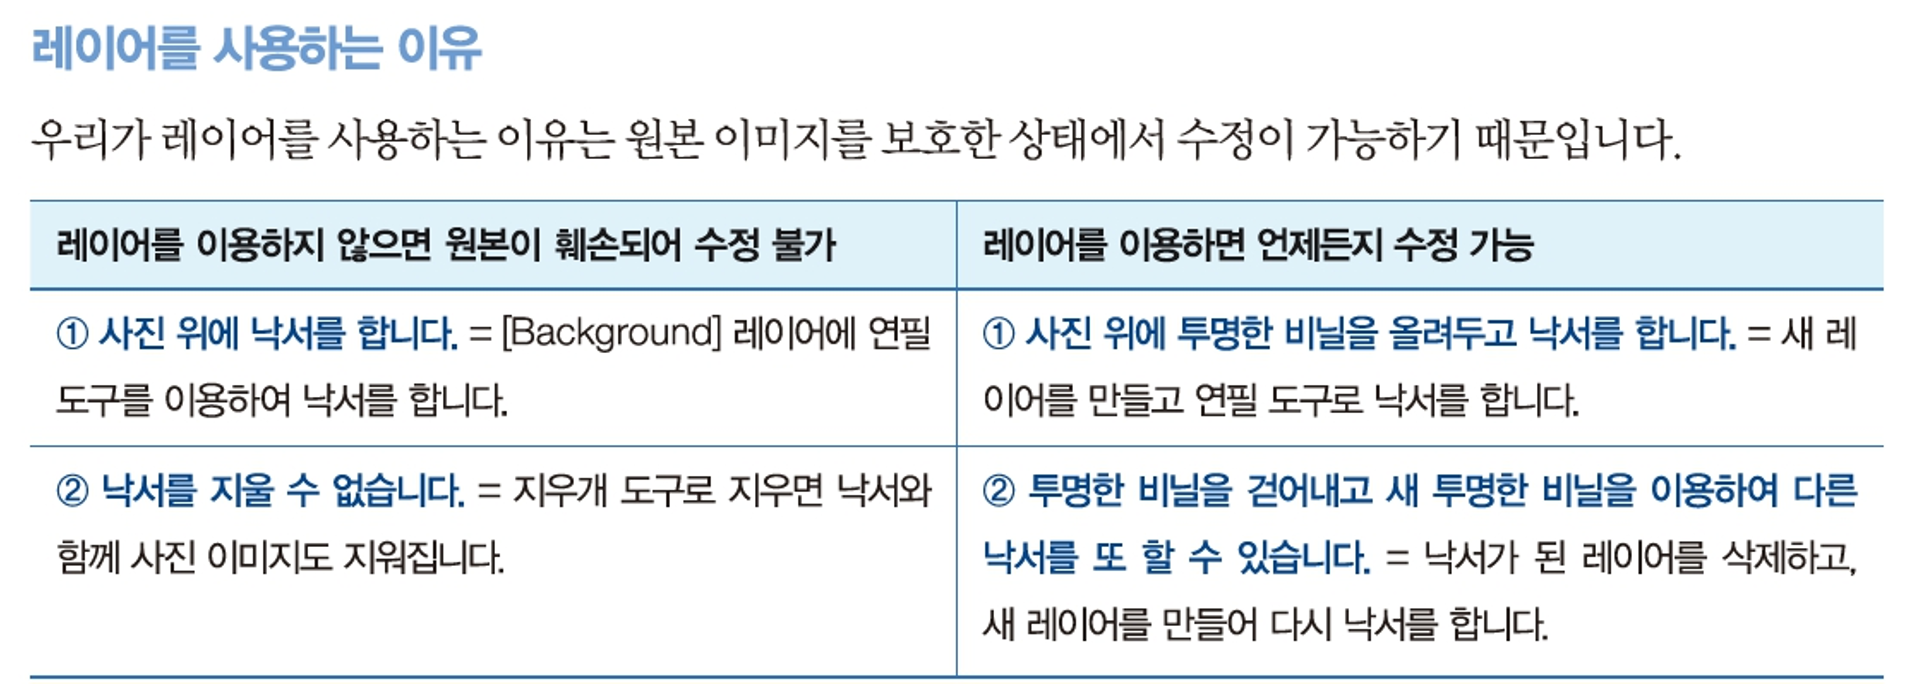 레이어를 사용하는 이유
우리가 레이어를 사용하는 이유는 원본 이미지를 보호한 상태에서 수정이 가능하기 때문입니다.
레이어를 이용하지 않으면 원본이 훼손되어 수정 불가
레이어를 이용하면 언제든지 수정 가능
① 사진 위에 낙서를 합니다. = [Background] 레이어에 연필
도구를 이용하여 낙서를 합니다.
① 사진 위에 투명한 비닐을 올려두고 낙서를 합니다. = 새 레
이어를 만들고 연필 도구로 낙서를 합니다.
② 낙서를 지울 수 없습니다. = 지우개 도구로 지우면 낙서와
함께 사진 이미지도 지워집니다.
② 투명한 비닐을 걷어내고 새 투명한 비닐을 이용하여 다른
낙서를 또 할 수 있습니다. = 낙서가 된 레이어를 삭제하고,
새 레이어를 만들어 다시 낙서를 합니다.